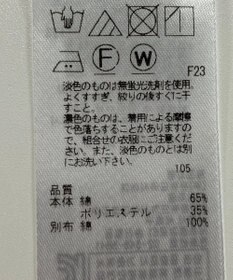 F W
F23
淡色のものは無蛍光洗剤を使用。
よくすすぎ、絞りの後すぐに干
すこと。
濃色のものは、着用による摩擦
で色落ちすることがありますの
で、組合せの衣服にご注意くだ
さい。また、淡色のものとは別
にお洗い下さい。
105
品質
本体 綿 65%
ポリエステル 35%
別布 綿 100%